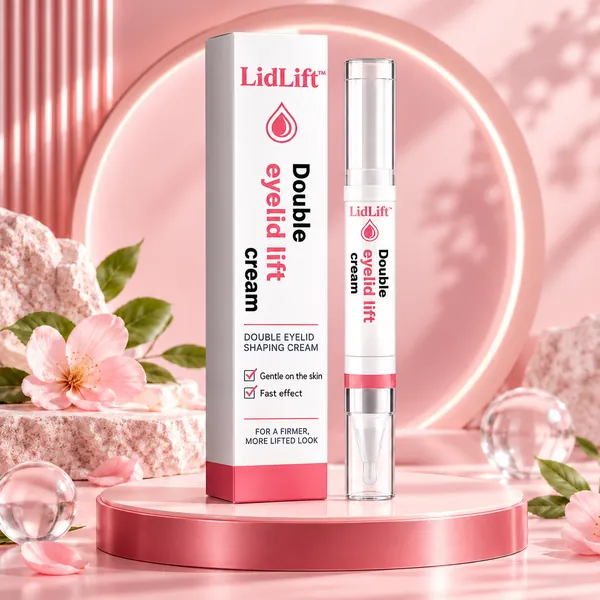 LidLift™
Double
eyelid lift
cream
DOUBLE EYELID
SHAPING CREAM
Gentle on the skin
Fast effect
FOR A FIRMER,
MORE LIFTED LOOK
LidLift™
Double
eyelid lift
cream